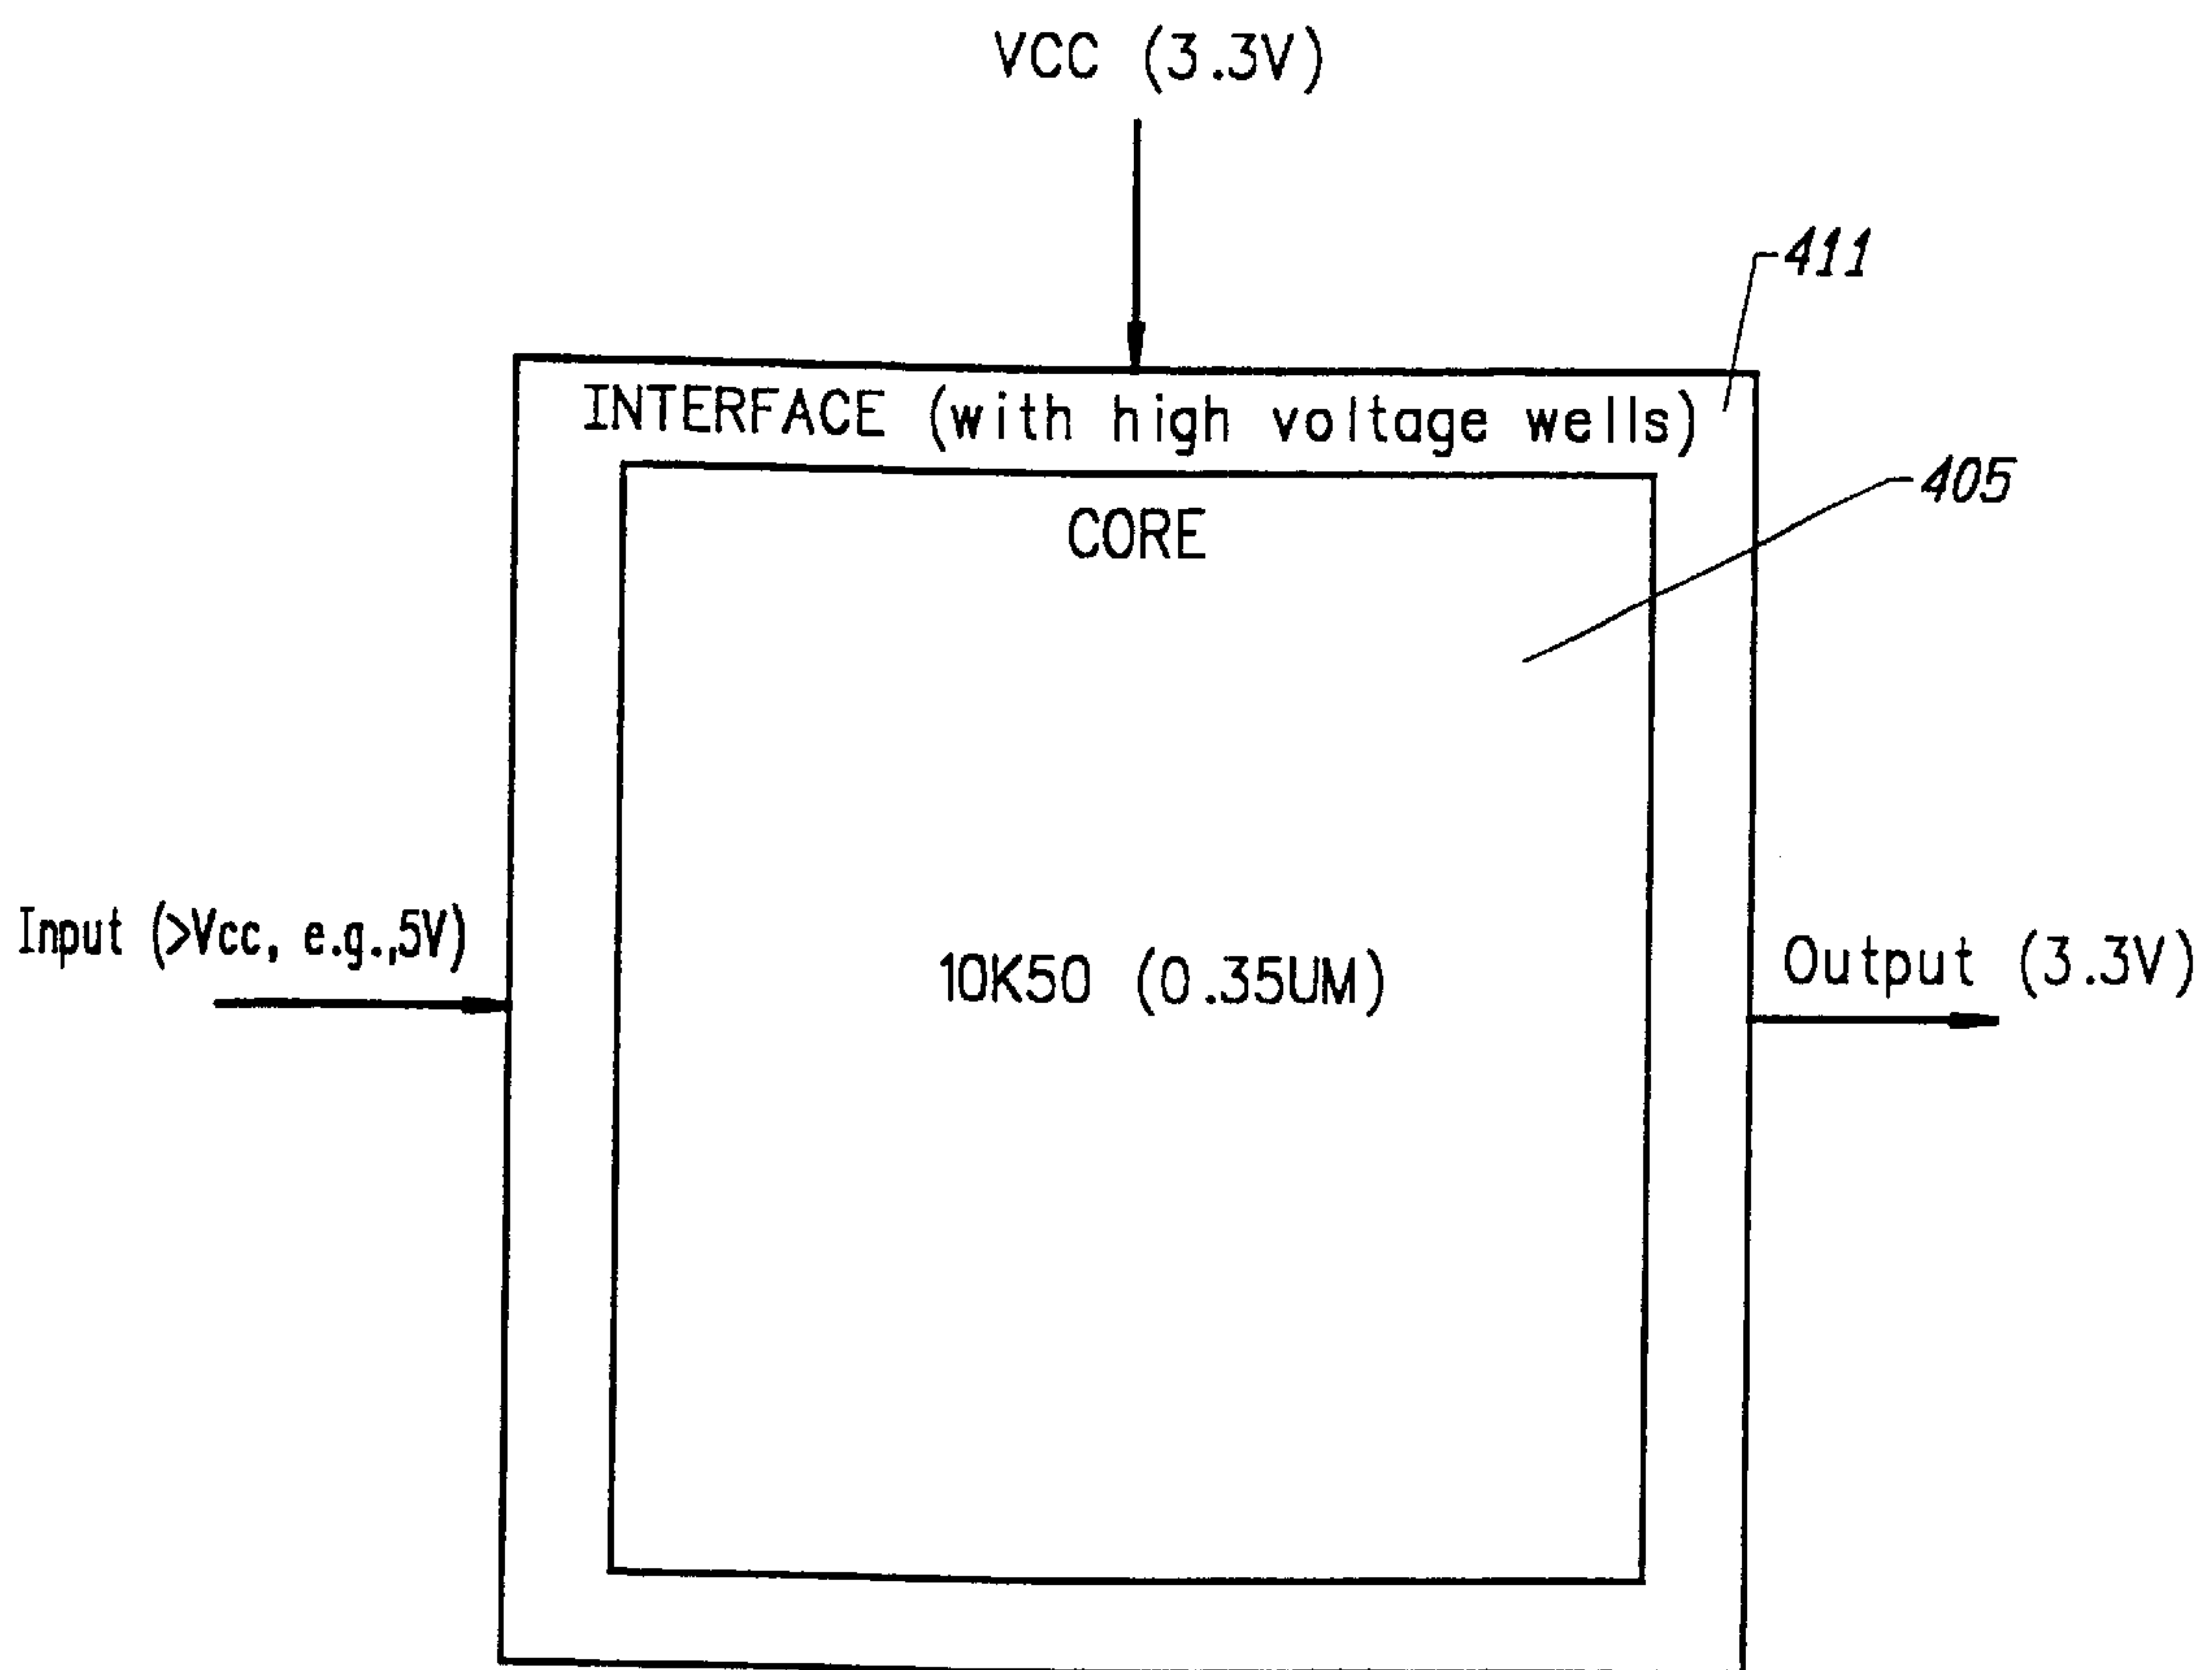 VCC (3.3V)
411
INTERFACE (with high voltage wells)
405
CORE
Input (>Vcc, e.g.,5V)
10K50 (0.35UM)
Output (3.3V)